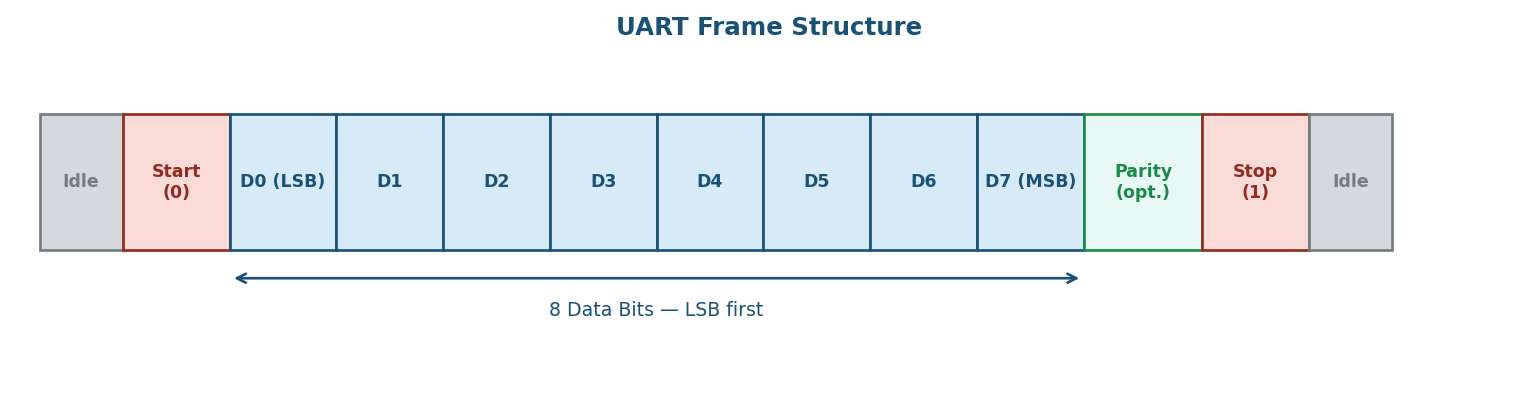 UART Frame Structure
Idle
Start
(0)
D0 (LSB)
D1
D2
D3
D4
D5
D6
D7 (MSB)
Parity
(opt.)
Stop
(1)
Idle
8 Data Bits — LSB first